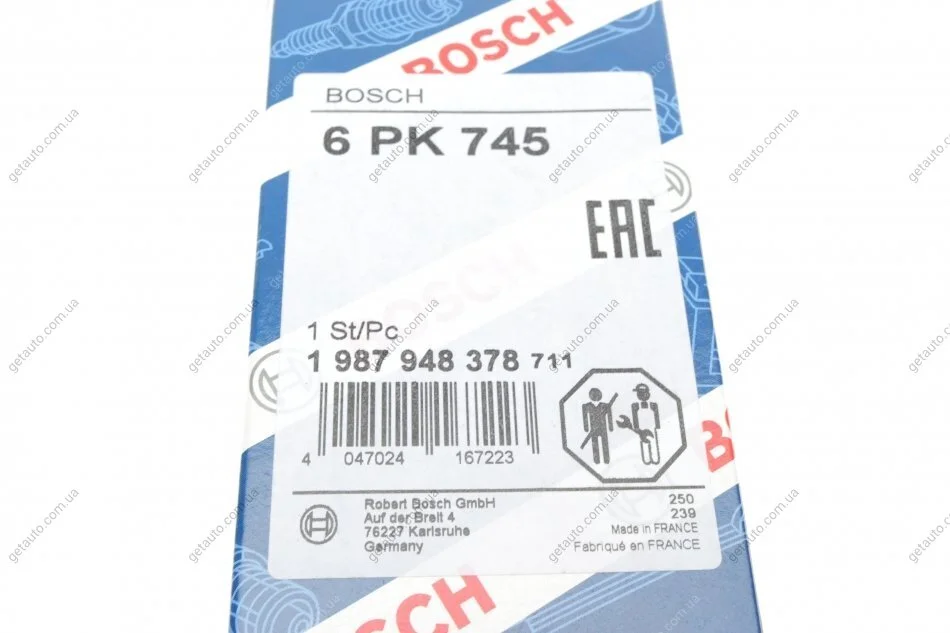 BOSCH
BOSCH
6 PK 745
EAC
BOSCH
1 St/Pc
1 987 948 378 711
4 047024 167223
BOSCH
Robert Bosch GmbH
Auf der Breit 4
76227 Karlsruhe
Germany
250
239
Made in FRANCE
Fabriqué en FRANCE
BOSCH
getauto.com.ua